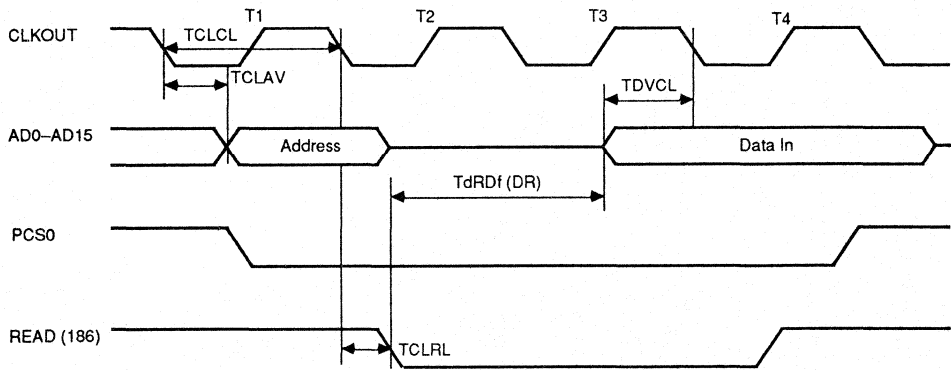 T1
T2
T3
T4
CLKOUT
TCLCL
TCLAV
TDVCL
AD0–AD15
Address
Data In
TdRDf (DR)
PCS0
READ (186)
TCLRL